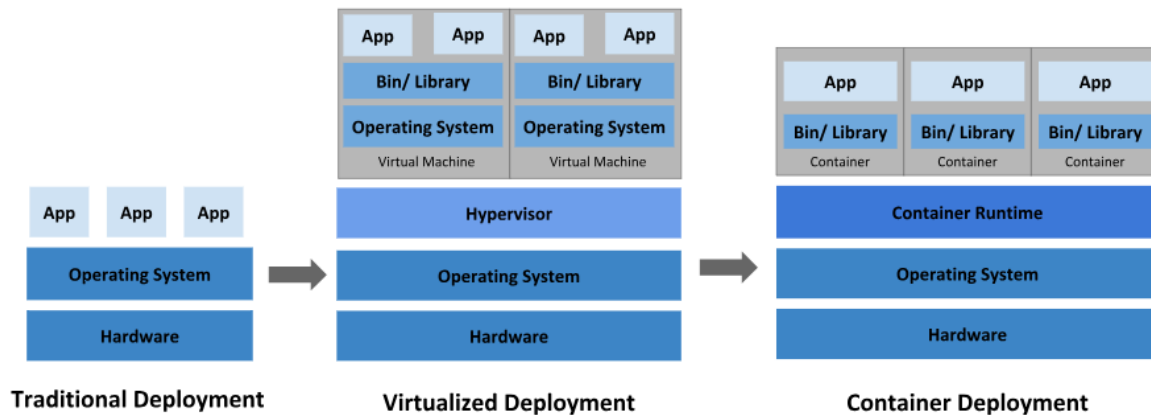 App
App
App
Operating System
Hardware
Traditional Deployment
App
App
Bin/ Library
Operating System
Virtual Machine
App
App
Bin/ Library
Operating System
Virtual Machine
Hypervisor
Operating System
Hardware
Virtualized Deployment
App
Bin/ Library
Container
App
Bin/ Library
Container
App
Bin/ Library
Container
Container Runtime
Operating System
Hardware
Container Deployment